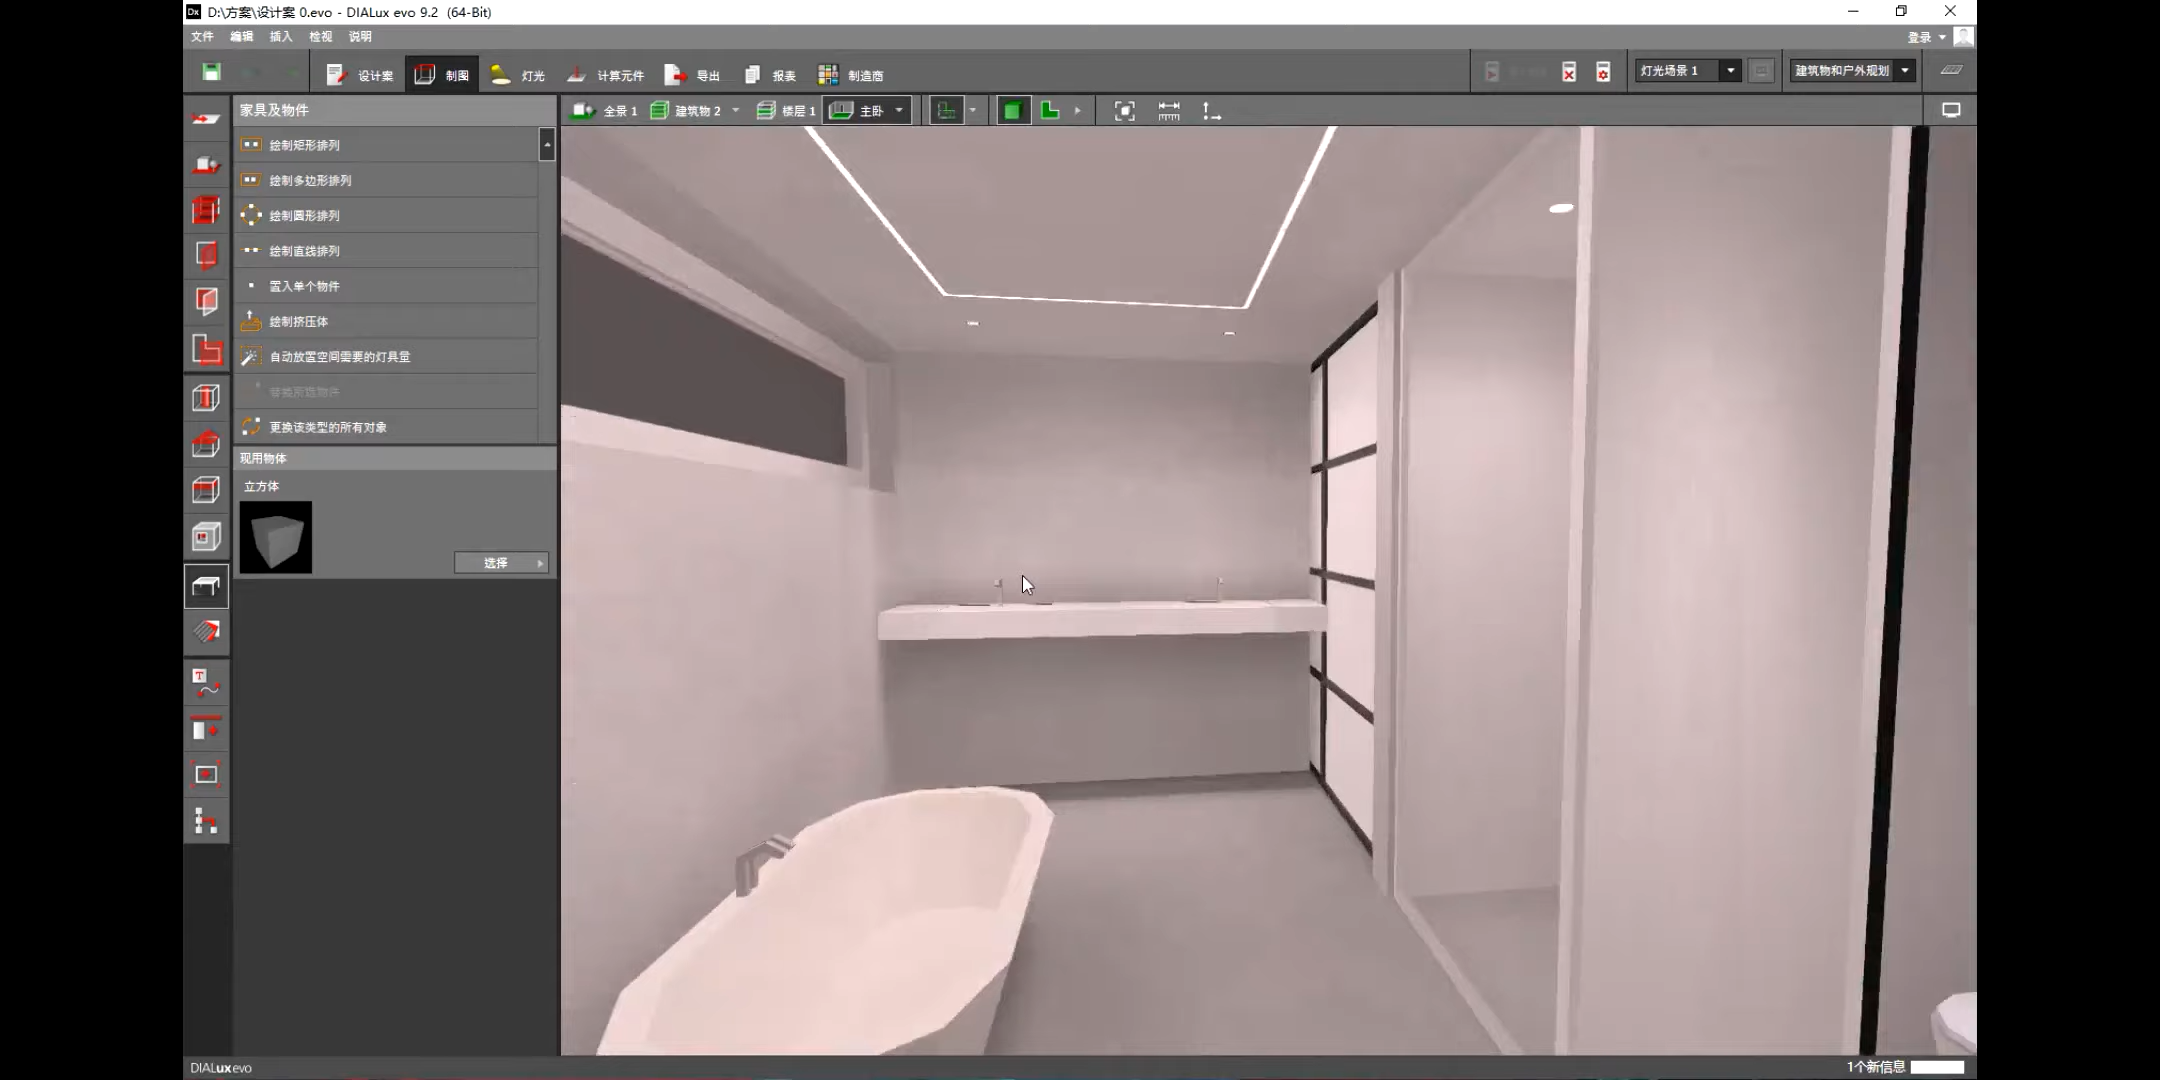 D:\方案\设计案 0.evo - DIALux evo 9.2 (64-Bit)
文件 编辑 插入 检视 说明
登录
设计案 制图 灯光 计算元件 导出 报表 制造商
灯光场景 1
建筑物和户外规划
家具及物件
全景 1 建筑物 2 楼层 1 主卧
绘制矩形排列
绘制多边形排列
绘制圆形排列
绘制直线排列
置入单个物件
绘制挤压体
自动放置空间需要的灯具量
替换所选物件
更换该类型的所有对象
现用物体
立方体
选择
DIALux evo
1个新信息